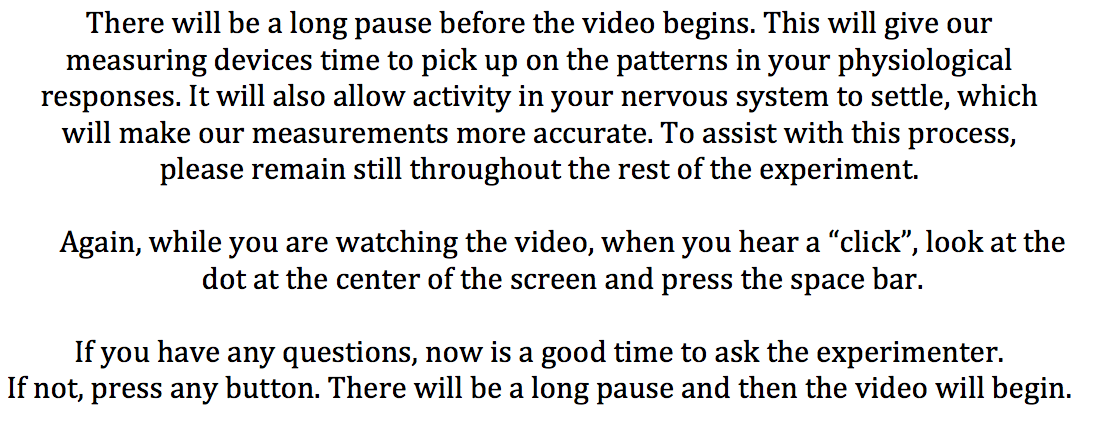 There will be a long pause before the video begins. This will give our
measuring devices time to pick up on the patterns in your physiological
responses. It will also allow activity in your nervous system to settle, which
will make our measurements more accurate. To assist with this process,
please remain still throughout the rest of the experiment.
Again, while you are watching the video, when you hear a “click”, look at the
dot at the center of the screen and press the space bar.
If you have any questions, now is a good time to ask the experimenter.
If not, press any button. There will be a long pause and then the video will begin.